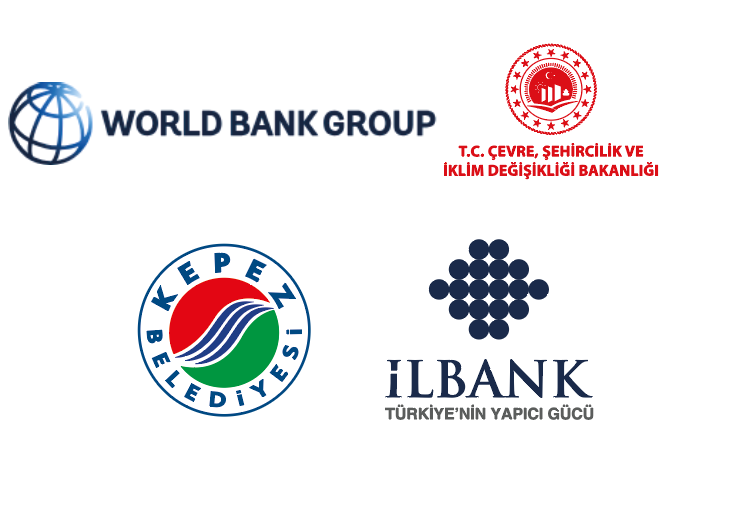 WORLD BANK GROUP
T.C. ÇEVRE, ŞEHİRCİLİK VE
İKLİM DEĞİŞİKLİĞİ BAKANLIĞI
KEPEZ
BELEDİYESİ
İLBANK
TÜRKİYE'NİN YAPICI GÜCÜ